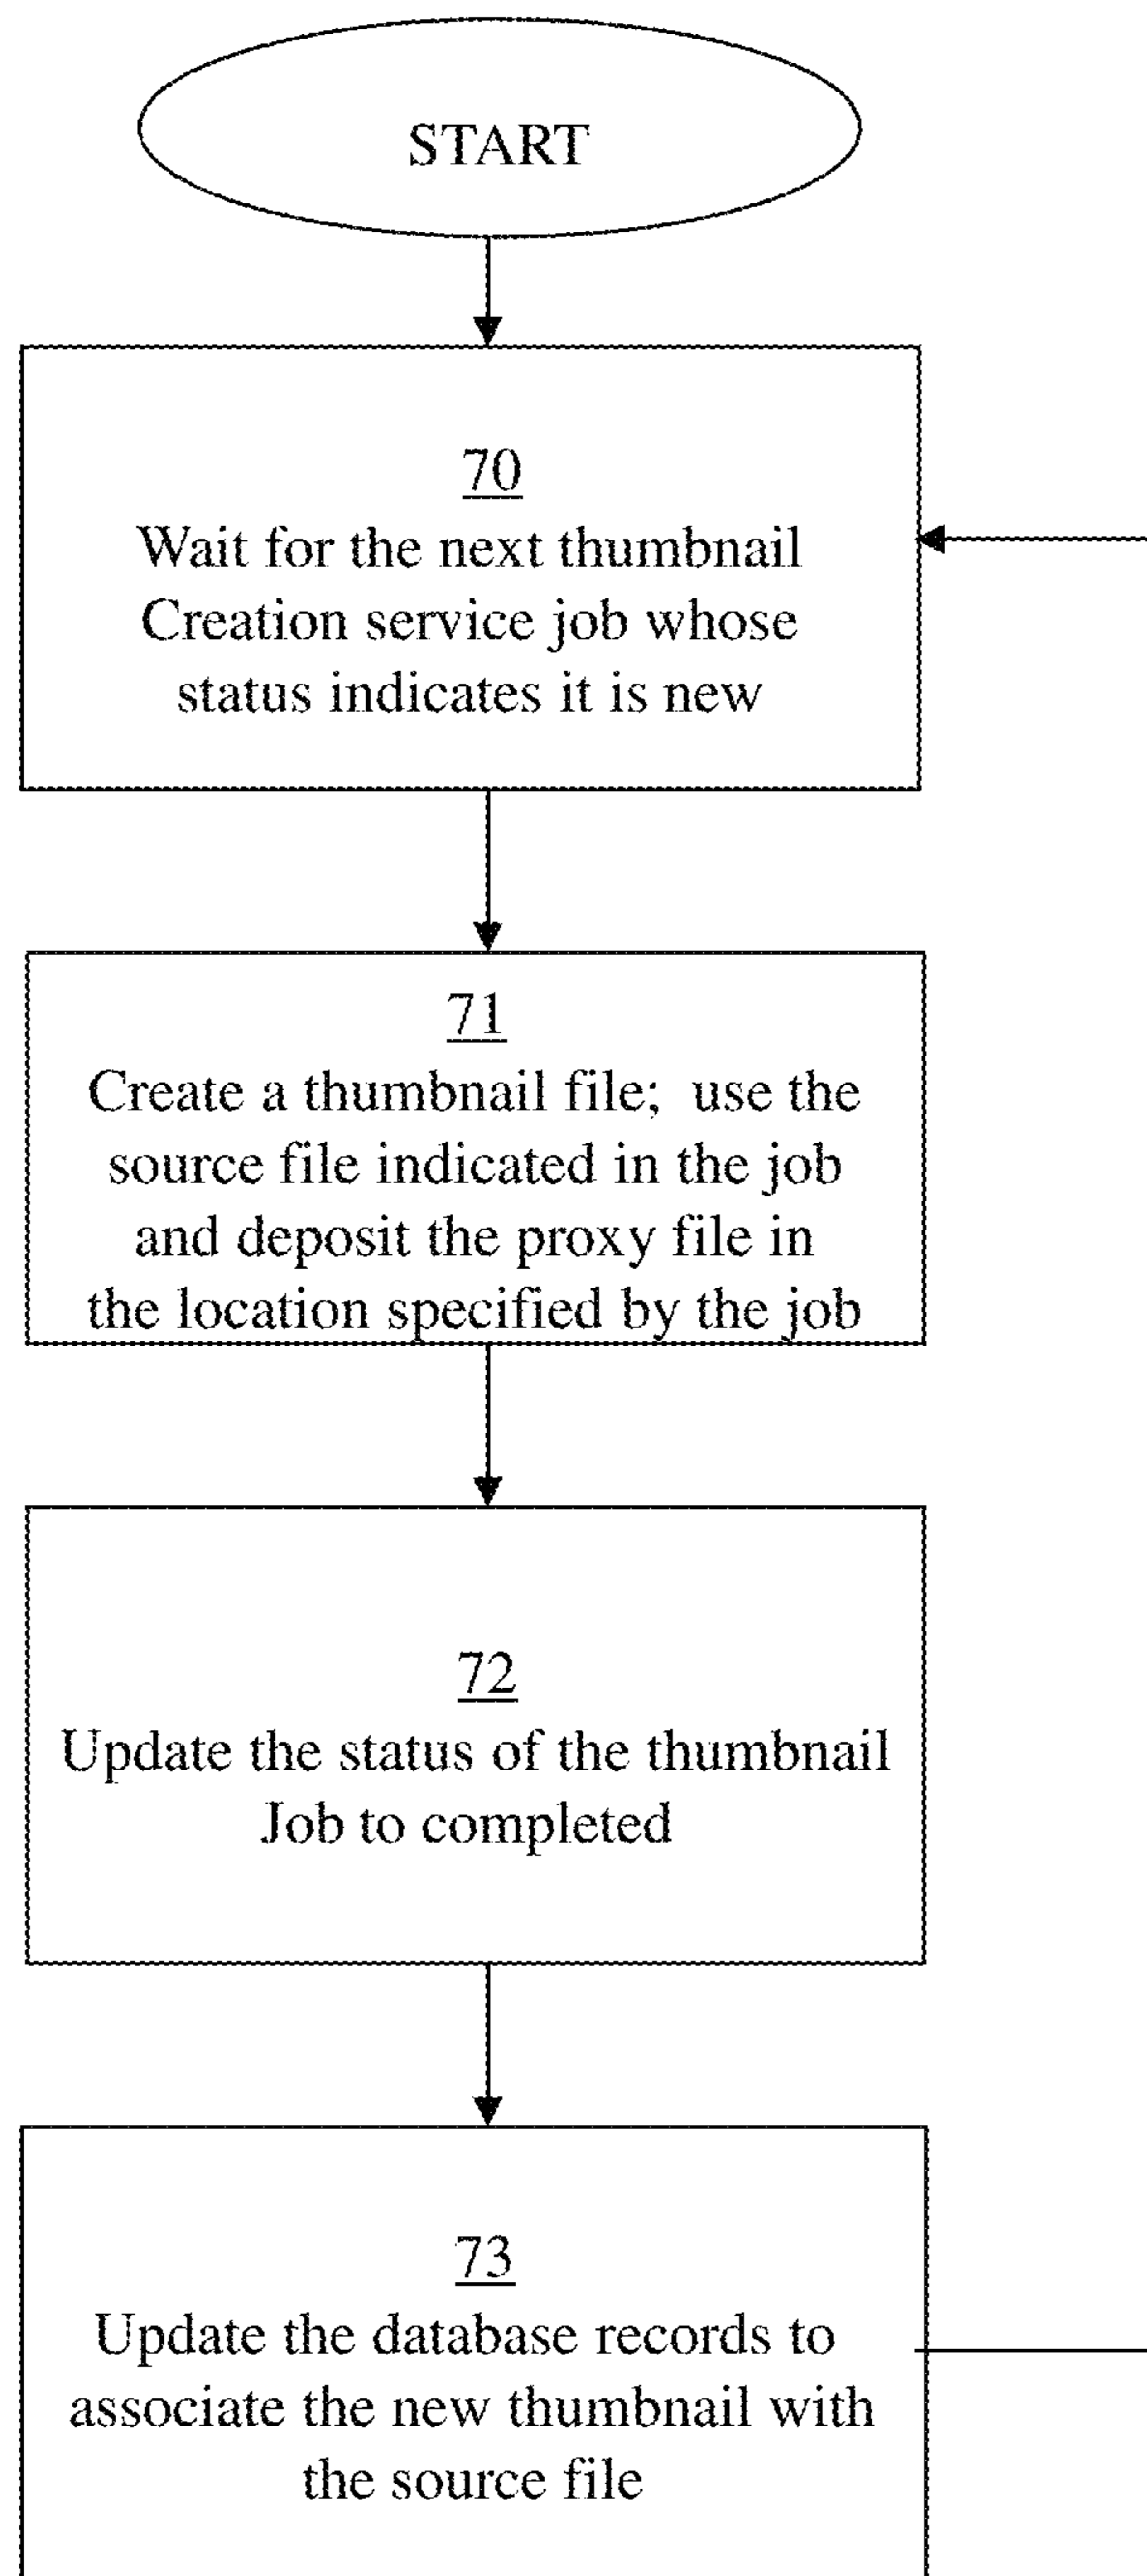 START
70
Wait for the next thumbnail
Creation service job whose
status indicates it is new
71
Create a thumbnail file;  use the
source file indicated in the job
and deposit the proxy file in
the location specified by the job
72
Update the status of the thumbnail
Job to completed
73
Update the database records to
associate the new thumbnail with
the source file